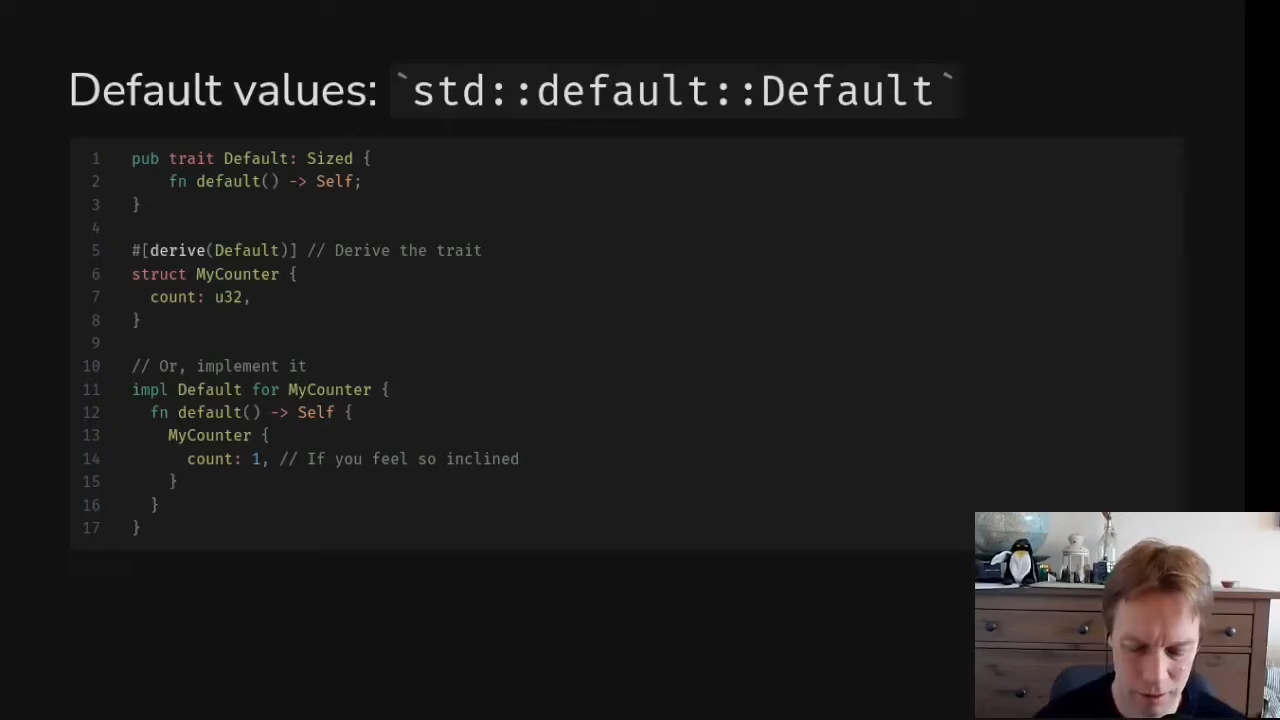 Default values: `std::default::Default`
1 pub trait Default: Sized {
2 fn default() -> Self;
3 }
4
5 #[derive(Default)] // Derive the trait
6 struct MyCounter {
7 count: u32,
8 }
9
10 // Or, implement it
11 impl Default for MyCounter {
12 fn default() -> Self {
13 MyCounter {
14 count: 1, // If you feel so inclined
15 }
16 }
17 }